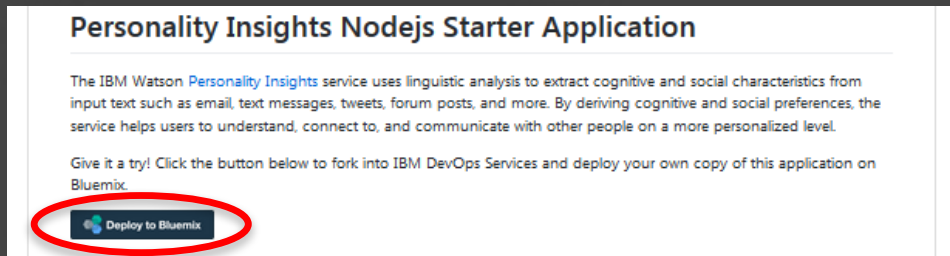 Personality Insights Nodejs Starter Application
The IBM Watson Personality Insights service uses linguistic analysis to extract cognitive and social characteristics from
input text such as email, text messages, tweets, forum posts, and more. By deriving cognitive and social preferences, the
service helps users to understand, connect to, and communicate with other people on a more personalized level.
Give it a try! Click the button below to fork into IBM DevOps Services and deploy your own copy of this application on
Bluemix.
Deploy to Bluemix